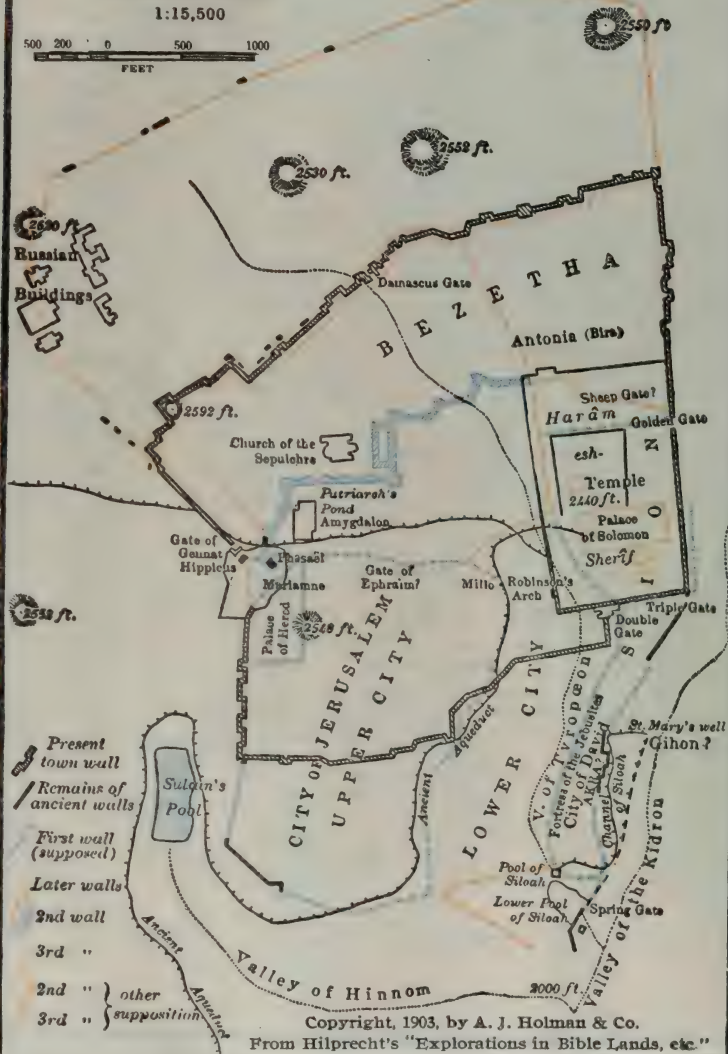 1:15,500
500 200 0 500 1000
FEET
2550 ft
2552 ft.
2530 ft.
Russian
Buildings
Damascus Gate
BEZETHA
Antonia (Bira)
2592 ft.
Sheep Gate?
Harâm
Golden Gate
Church of the
Sepulchre
esh-
Temple
2440 ft.
Patriarch's
Pond
Amygdalon
Palace
of Solomon
Sherîf
ZION
Gate of
Gennat
Hippicus
Phasaël
Mariamne
Gate of
Ephraim?
Millo
Robinson's
Arch
Triple Gate
Double
Gate
Palace
of Herod
2548 ft.
CITY OF JERUSALEM
UPPER CITY
LOWER CITY
Ancient Aqueduct
V. of Tyropœon
Fortress of the Jebusites
City of David
AKRA?
Channel
of Siloah
St. Mary's well
Gihon?
Present
town wall
Remains of
ancient walls
First wall
(supposed)
Later walls
2nd wall
3rd "
2nd " } other
3rd " } supposition
Pool
Pool of
Siloah
Lower Pool
of Siloah
Spring Gate
Valley of the Kidron
Ancient Aqueduct
Valley of Hinnom
2000 ft.
Copyright, 1903, by A. J. Holman & Co.
From Hilprecht's "Explorations in Bible Lands, etc."